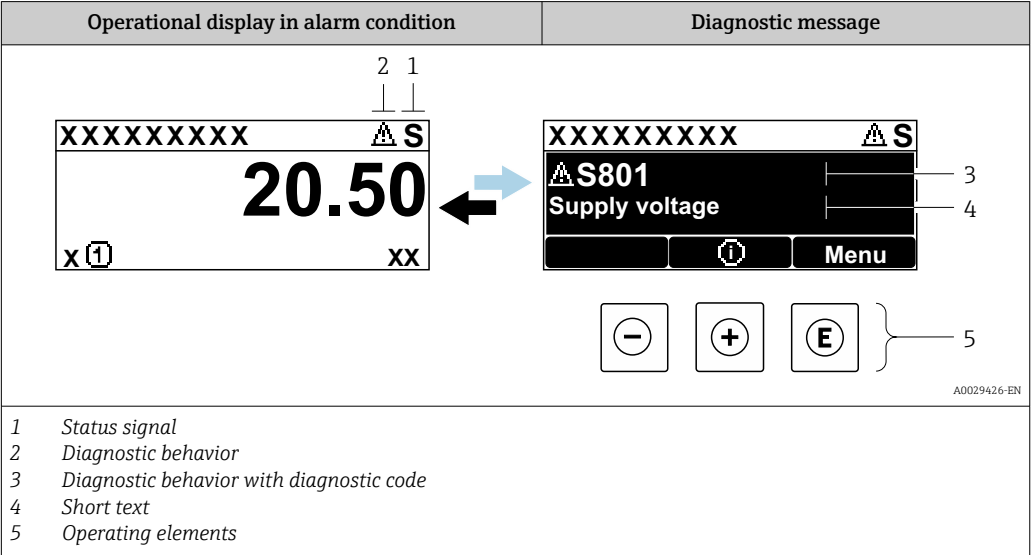 Operational display in alarm condition
Diagnostic message
2 1
XXXXXXXXX ⚠ S
20.50
x ① xx
XXXXXXXXX ⚠ S
⚠S801
3
Supply voltage
4
ⓘ Menu
− + E
5
A0029426-EN
1 Status signal
2 Diagnostic behavior
3 Diagnostic behavior with diagnostic code
4 Short text
5 Operating elements